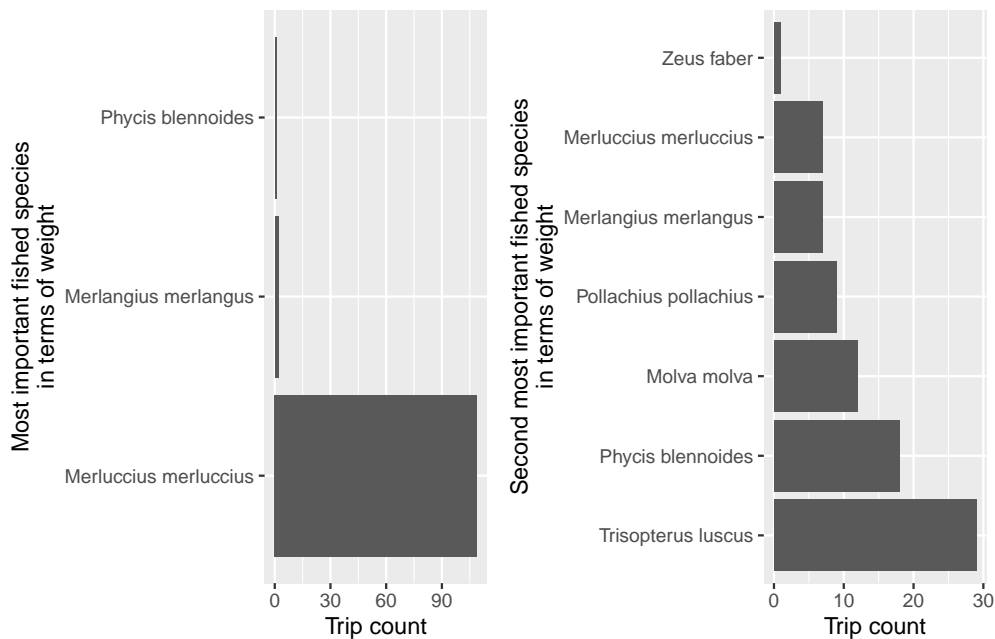 Most important fished species
in terms of weight
Phycis blennoides
Merlangius merlangus
Merluccius merluccius
0 30 60 90
Trip count
Second most important fished species
in terms of weight
Zeus faber
Merluccius merluccius
Merlangius merlangus
Pollachius pollachius
Molva molva
Phycis blennoides
Trisopterus luscus
0 10 20 30
Trip count